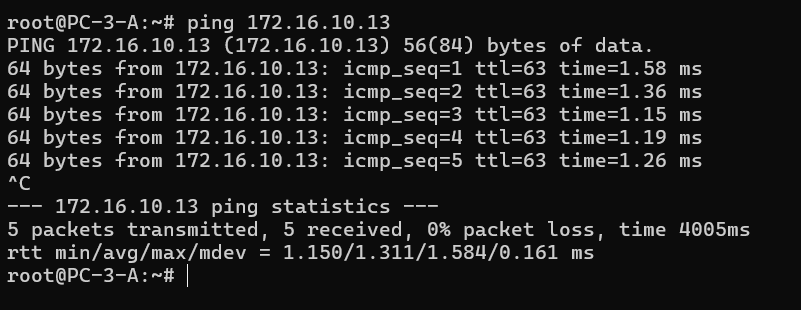 root@PC-3-A:~# ping 172.16.10.13
PING 172.16.10.13 (172.16.10.13) 56(84) bytes of data.
64 bytes from 172.16.10.13: icmp_seq=1 ttl=63 time=1.58 ms
64 bytes from 172.16.10.13: icmp_seq=2 ttl=63 time=1.36 ms
64 bytes from 172.16.10.13: icmp_seq=3 ttl=63 time=1.15 ms
64 bytes from 172.16.10.13: icmp_seq=4 ttl=63 time=1.19 ms
64 bytes from 172.16.10.13: icmp_seq=5 ttl=63 time=1.26 ms
^C
--- 172.16.10.13 ping statistics ---
5 packets transmitted, 5 received, 0% packet loss, time 4005ms
rtt min/avg/max/mdev = 1.150/1.311/1.584/0.161 ms
root@PC-3-A:~#